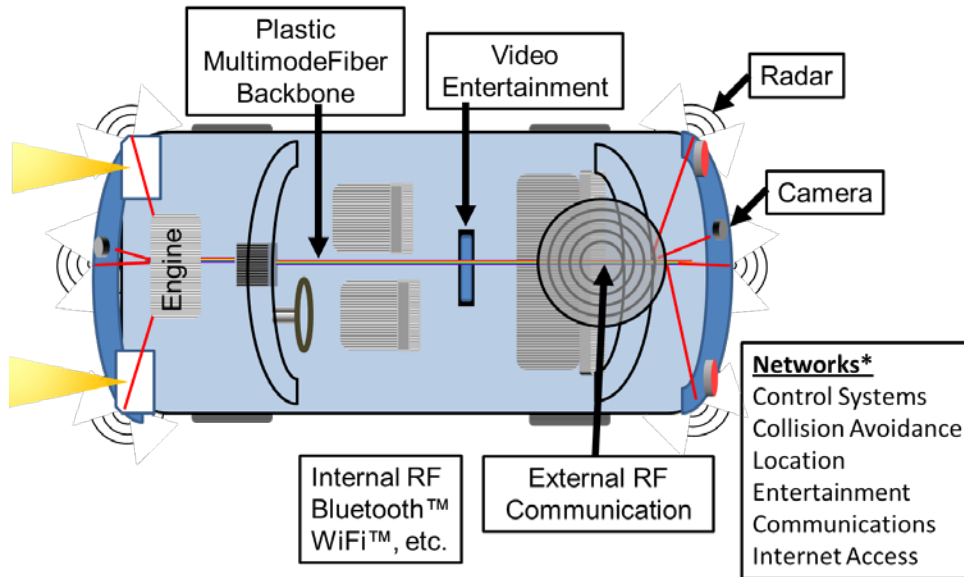 Plastic
MultimodeFiber
Backbone
Video
Entertainment
Radar
Camera
Engine
Internal RF
Bluetooth™
WiFi™, etc.
External RF
Communication
Networks*
Control Systems
Collision Avoidance
Location
Entertainment
Communications
Internet Access